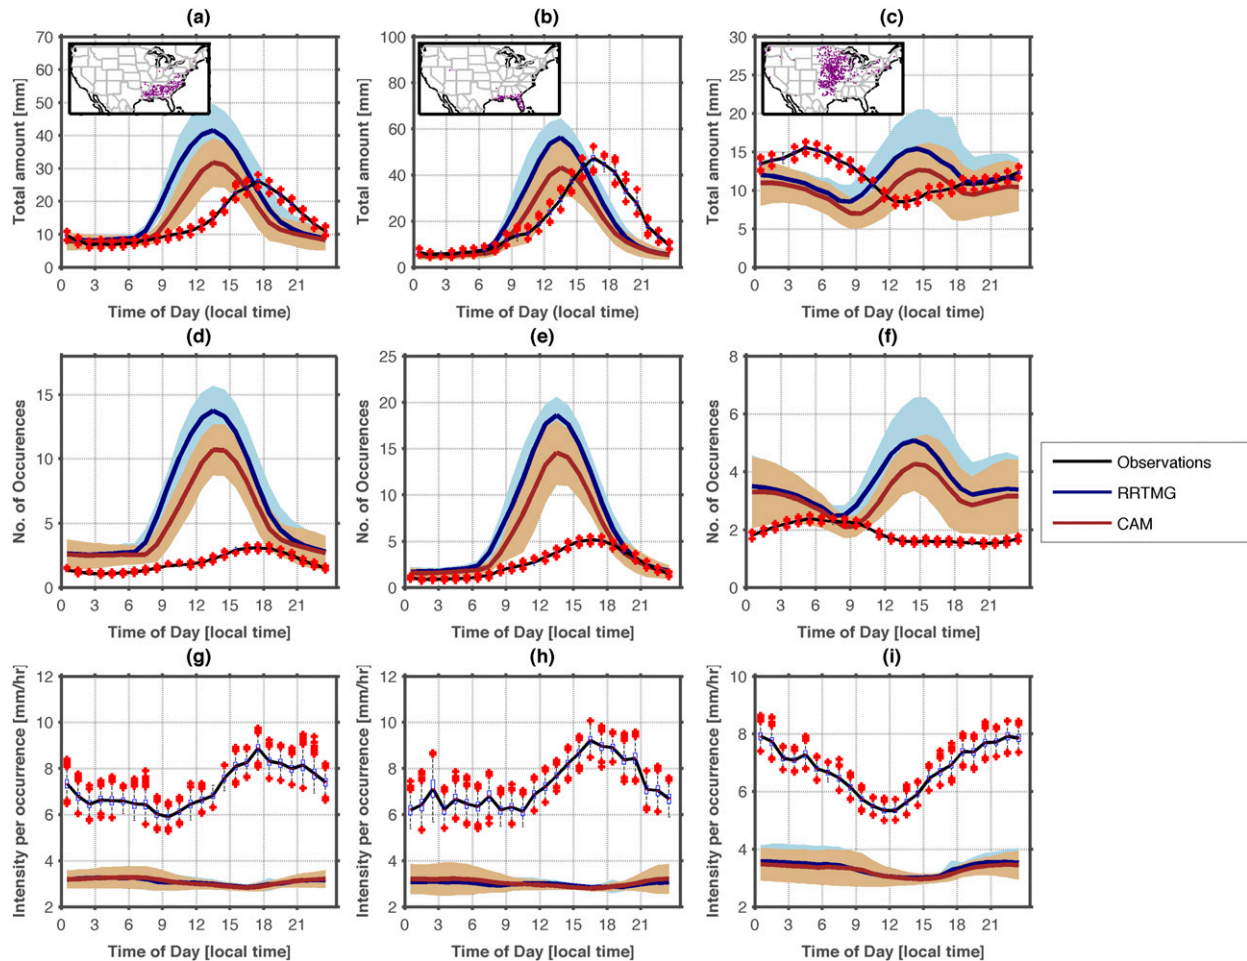 (a)
(b)
(c)
70
60
50
40
30
20
10
0
Total amount [mm]
0 3 6 9 12 15 18 21
Time of Day (local time)
100
80
60
40
20
0
Total amount [mm]
0 3 6 9 12 15 18 21
Time of Day (local time)
30
25
20
15
10
5
0
Total amount [mm]
0 3 6 9 12 15 18 21
Time of Day (local time)
(d)
(e)
(f)
15
10
5
0
No. of Occurences
0 3 6 9 12 15 18 21
Time of Day [local time]
25
20
15
10
5
0
No. of Occurences
0 3 6 9 12 15 18 21
Time of Day [local time]
8
6
4
2
0
No. of Occurences
0 3 6 9 12 15 18 21
Time of Day [local time]
Observations
RRTMG
CAM
(g)
(h)
(i)
12
10
8
6
4
2
Intensity per occurrence [mm/hr]
0 3 6 9 12 15 18 21
Time of Day [local time]
12
10
8
6
4
2
Intensity per occurrence [mm/hr]
0 3 6 9 12 15 18 21
Time of Day [local time]
10
8
6
4
2
Intensity per occurrence [mm/hr]
0 3 6 9 12 15 18 21
Time of Day [local time]